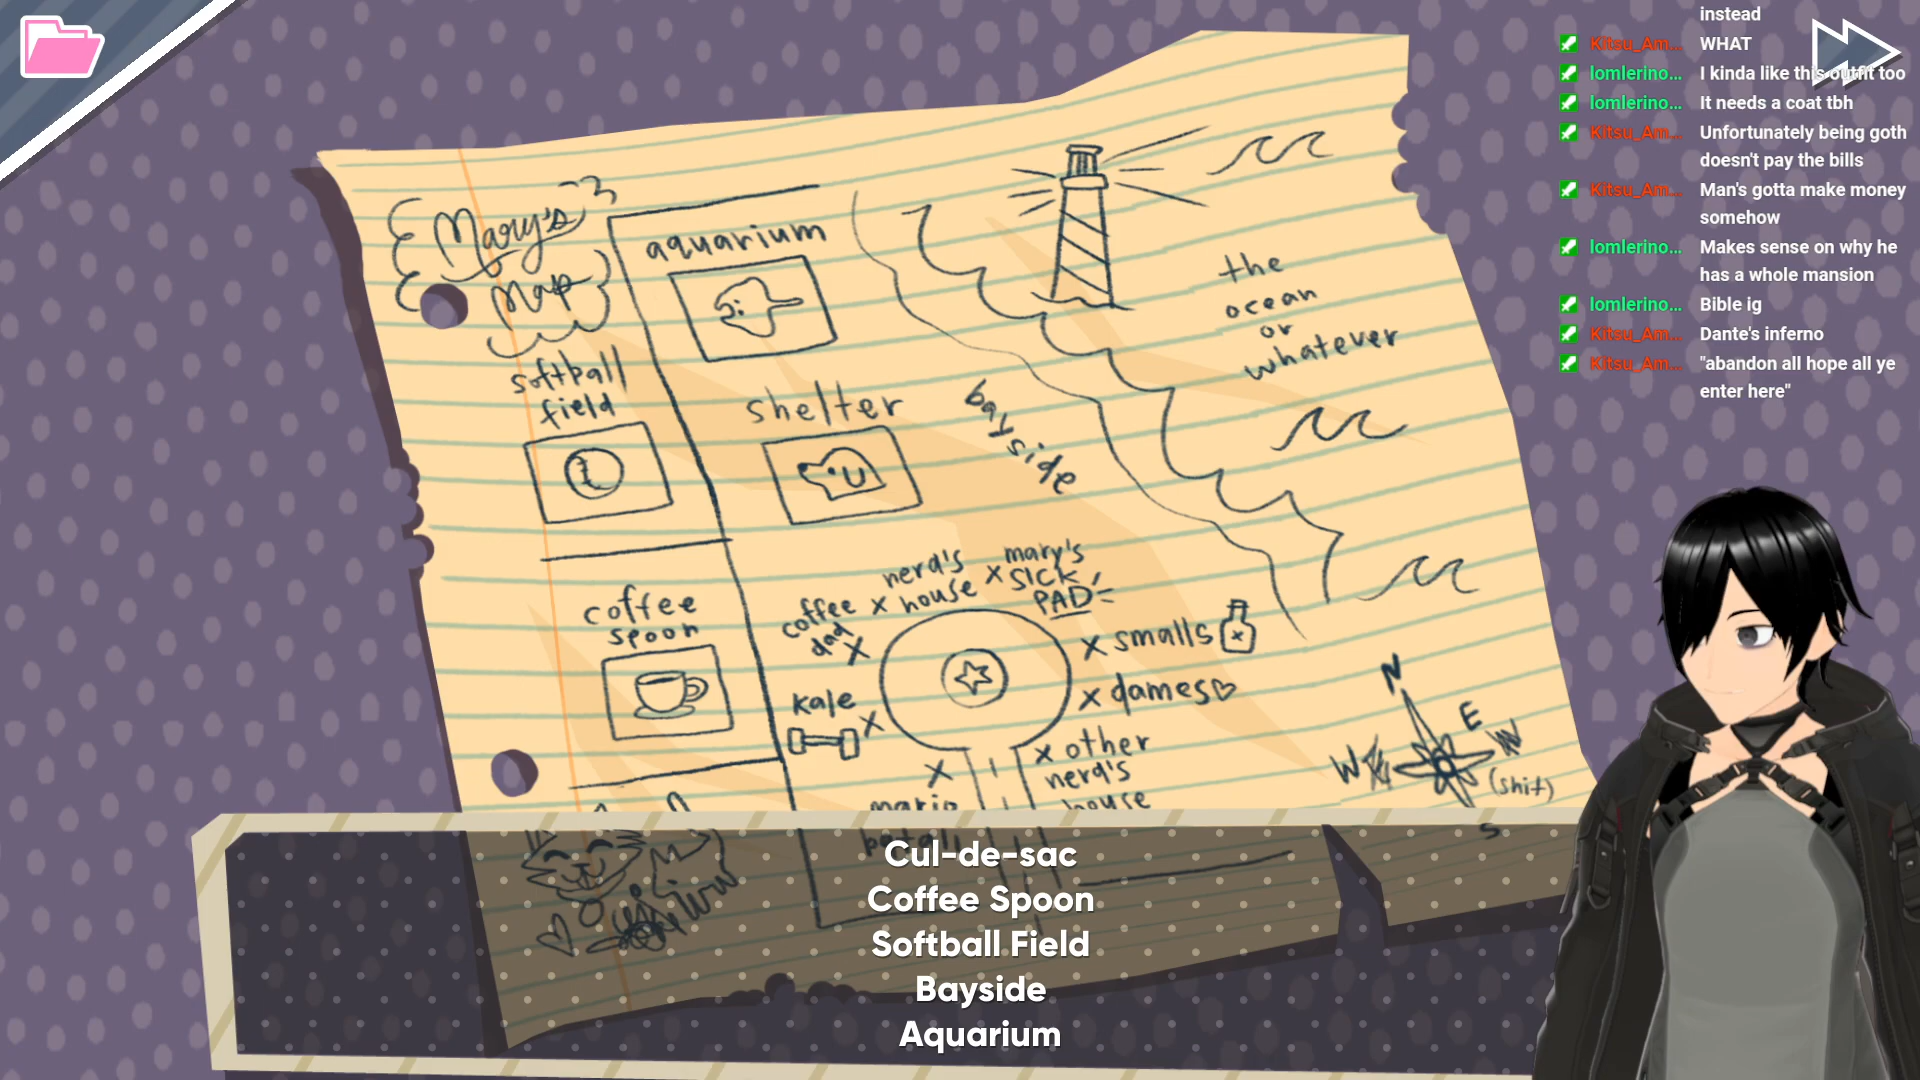 Mary's
Map
aquarium
softball
field
shelter
bayside
the
ocean
or
whatever
coffee
spoon
coffee
dad x
x nerd's
house
x mary's
SICK
PAD!
x smalls
x dames
kale
x
x other
nerd's
house
x
mario
N
E
W
W
(shit)
S
Cul-de-sac
Coffee Spoon
Softball Field
Bayside
Aquarium
instead
Kitsu_Am... WHAT
lomlerino... I kinda like this outfit too
lomlerino... It needs a coat tbh
Kitsu_Am... Unfortunately being goth
doesn't pay the bills
Kitsu_Am... Man's gotta make money
somehow
lomlerino... Makes sense on why he
has a whole mansion
lomlerino... Bible ig
Kitsu_Am... Dante's inferno
Kitsu_Am... "abandon all hope all ye
enter here"